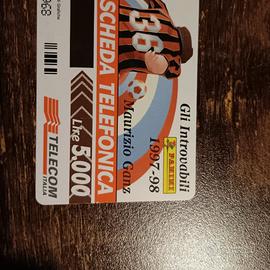 Gli Introvabili
1997-98
PANINI
Maurizio Ganz
36
SCHEDA TELEFONICA
Lire 5.000
TELECOM
ITALIA